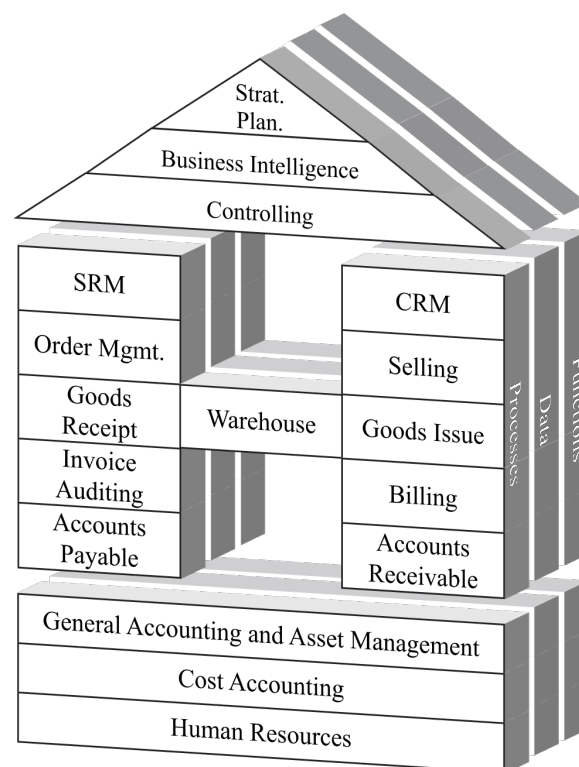 Strat.
Plan.
Business Intelligence
Controlling
SRM
Order Mgmt.
Goods
Receipt
Invoice
Auditing
Accounts
Payable
Warehouse
CRM
Selling
Goods Issue
Billing
Accounts
Receivable
Processes
Data
Functions
General Accounting and Asset Management
Cost Accounting
Human Resources